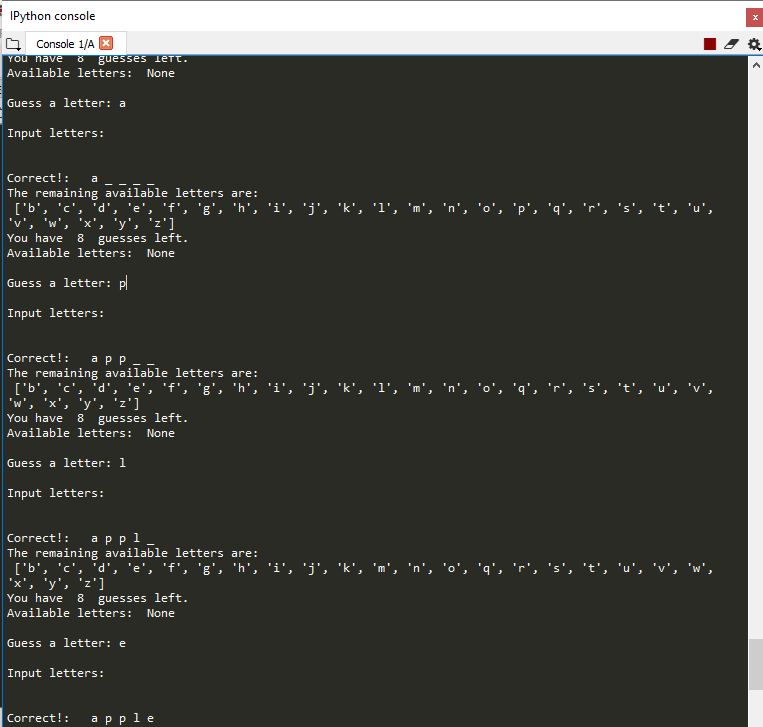 IPython console
Console 1/A
You have  8  guesses left.
Available letters:  None
Guess a letter: a
Input letters:
Correct!:   a _ _ _ _
The remaining available letters are:
['b', 'c', 'd', 'e', 'f', 'g', 'h', 'i', 'j', 'k', 'l', 'm', 'n', 'o', 'p', 'q', 'r', 's', 't', 'u',
'v', 'w', 'x', 'y', 'z']
You have  8  guesses left.
Available letters:  None
Guess a letter: p
Input letters:
Correct!:   a p p _ _
The remaining available letters are:
['b', 'c', 'd', 'e', 'f', 'g', 'h', 'i', 'j', 'k', 'l', 'm', 'n', 'o', 'q', 'r', 's', 't', 'u', 'v',
'w', 'x', 'y', 'z']
You have  8  guesses left.
Available letters:  None
Guess a letter: l
Input letters:
Correct!:   a p p l _
The remaining available letters are:
['b', 'c', 'd', 'e', 'f', 'g', 'h', 'i', 'j', 'k', 'm', 'n', 'o', 'q', 'r', 's', 't', 'u', 'v', 'w',
'x', 'y', 'z']
You have  8  guesses left.
Available letters:  None
Guess a letter: e
Input letters:
Correct!:   a p p l e